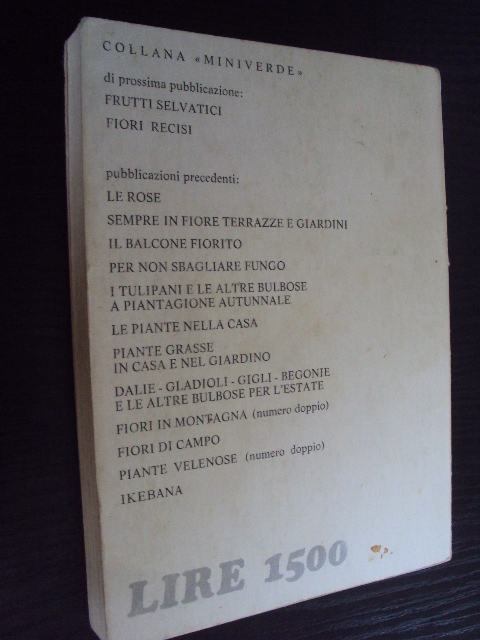 COLLANA «MINIVERDE»
di prossima pubblicazione:
FRUTTI SELVATICI
FIORI RECISI
pubblicazioni precedenti:
LE ROSE
SEMPRE IN FIORE TERRAZZE E GIARDINI
IL BALCONE FIORITO
PER NON SBAGLIARE FUNGO
I TULIPANI E LE ALTRE BULBOSE
A PIANTAGIONE AUTUNNALE
LE PIANTE NELLA CASA
PIANTE GRASSE
IN CASA E NEL GIARDINO
DALIE - GLADIOLI - GIGLI - BEGONIE
E LE ALTRE BULBOSE PER L'ESTATE
FIORI IN MONTAGNA (numero doppio)
FIORI DI CAMPO
PIANTE VELENOSE (numero doppio)
IKEBANA
LIRE 1500